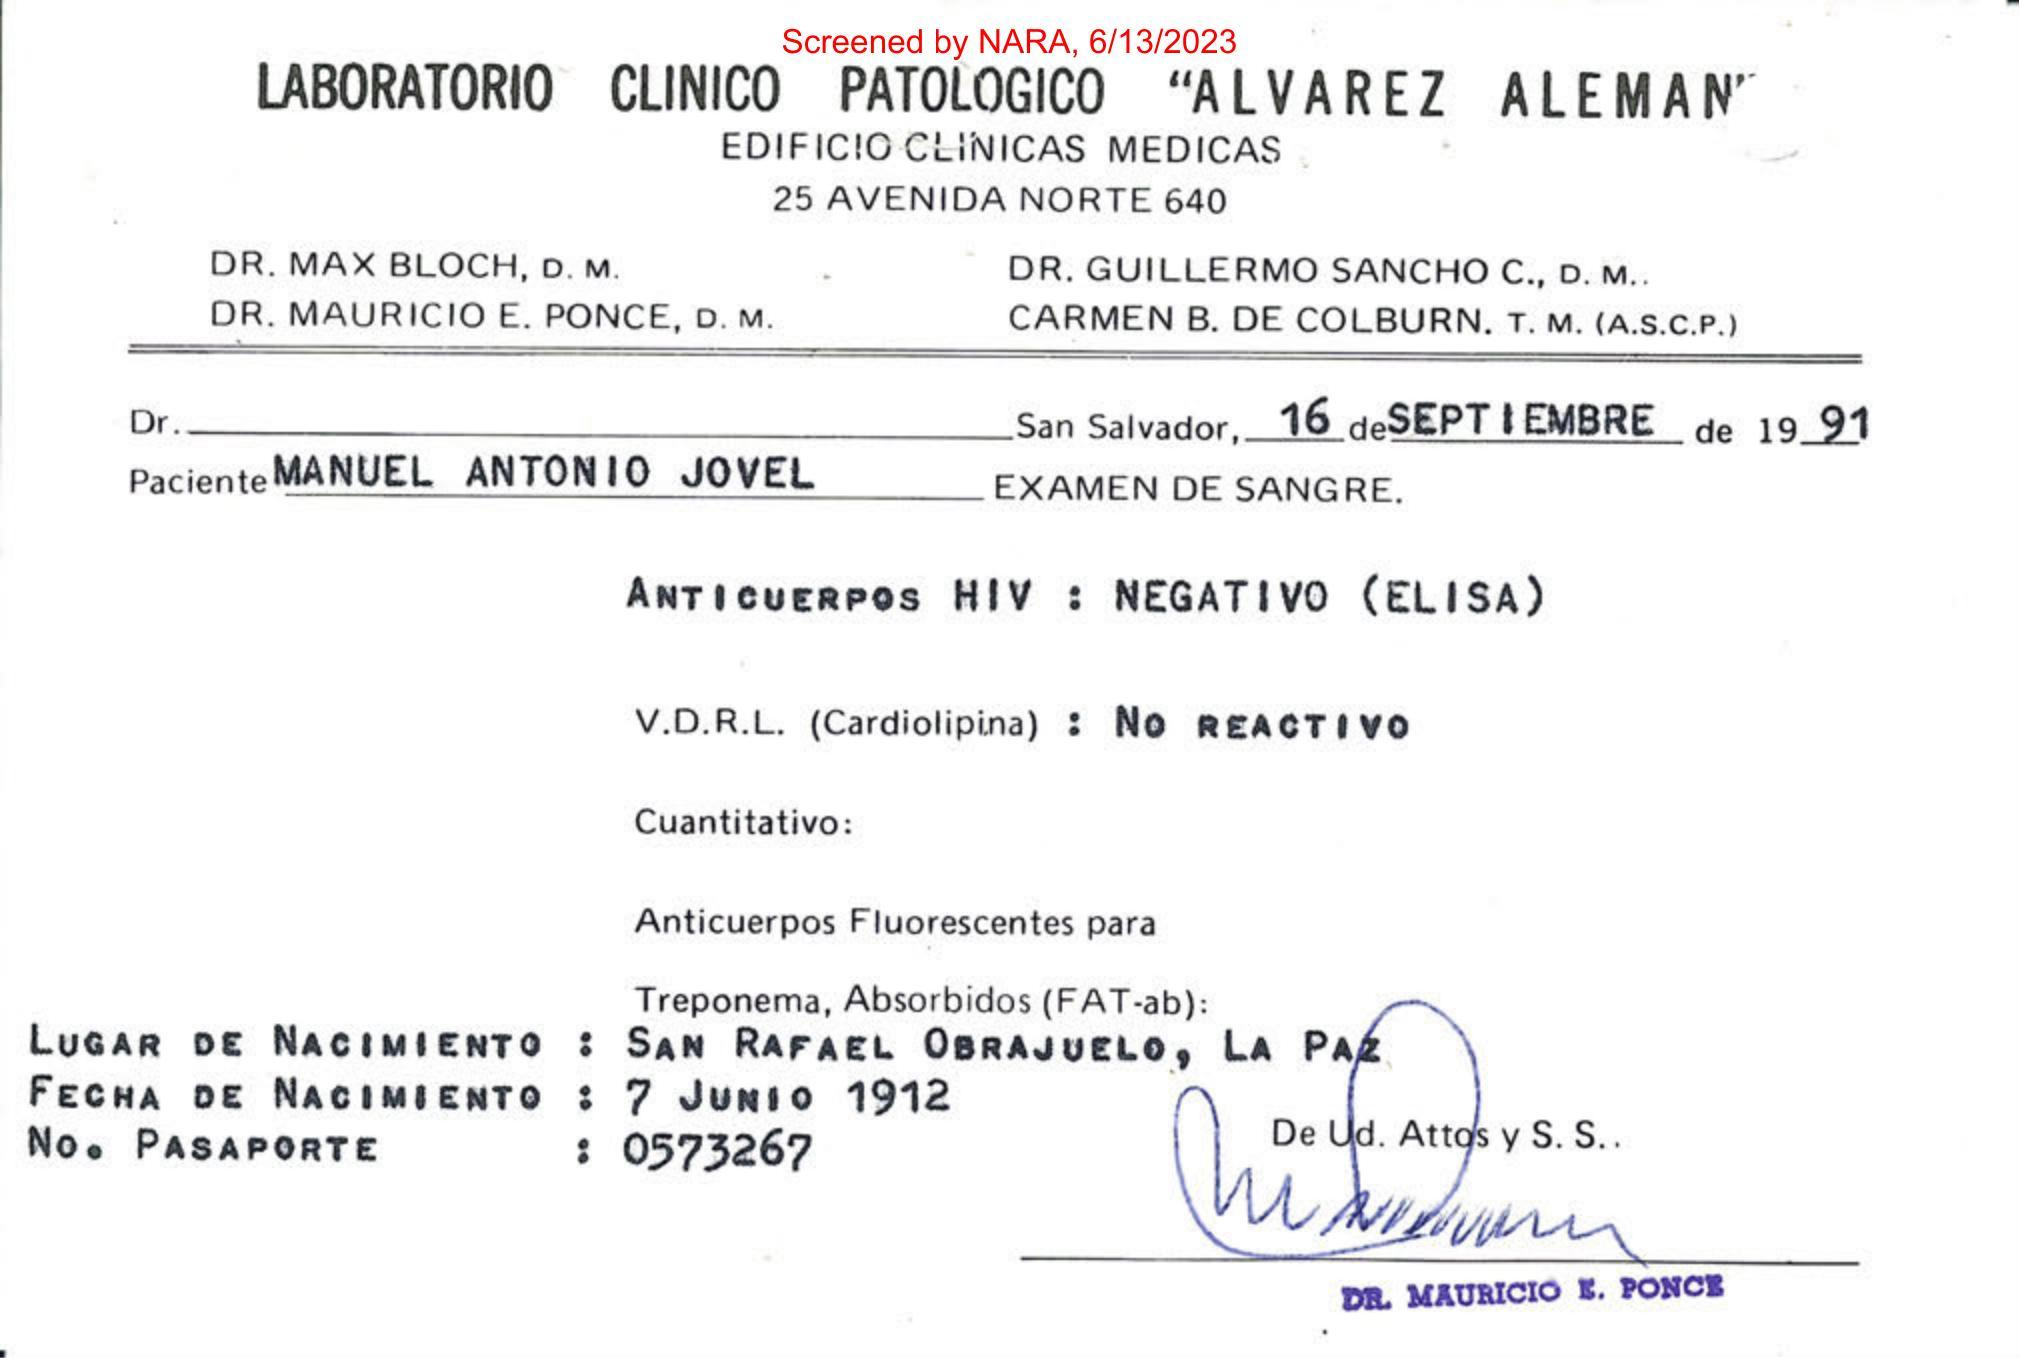 Screened by NARA, 6/13/2023
LABORATORIO CLINICO PATOLOGICO "ALVAREZ ALEMAN"
EDIFICIO CLINICAS MEDICAS
25 AVENIDA NORTE 640
DR. MAX BLOCH, D. M. DR. GUILLERMO SANCHO C., D. M..
DR. MAURICIO E. PONCE, D. M. CARMEN B. DE COLBURN. T. M. (A.S.C.P.)
Dr. San Salvador, 16 de SEPTIEMBRE de 19 91
Paciente MANUEL ANTONIO JOVEL EXAMEN DE SANGRE.
ANTICUERPOS HIV : NEGATIVO (ELISA)
V.D.R.L. (Cardiolipina) : NO REACTIVO
Cuantitativo:
Anticuerpos Fluorescentes para
Treponema, Absorbidos (FAT-ab):
LUGAR DE NACIMIENTO : SAN RAFAEL OBRAJUELO, LA PAZ
FECHA DE NACIMIENTO : 7 JUNIO 1912
NO. PASAPORTE : 0573267
De Ud. Attos y S. S..
DR. MAURICIO E. PONCE